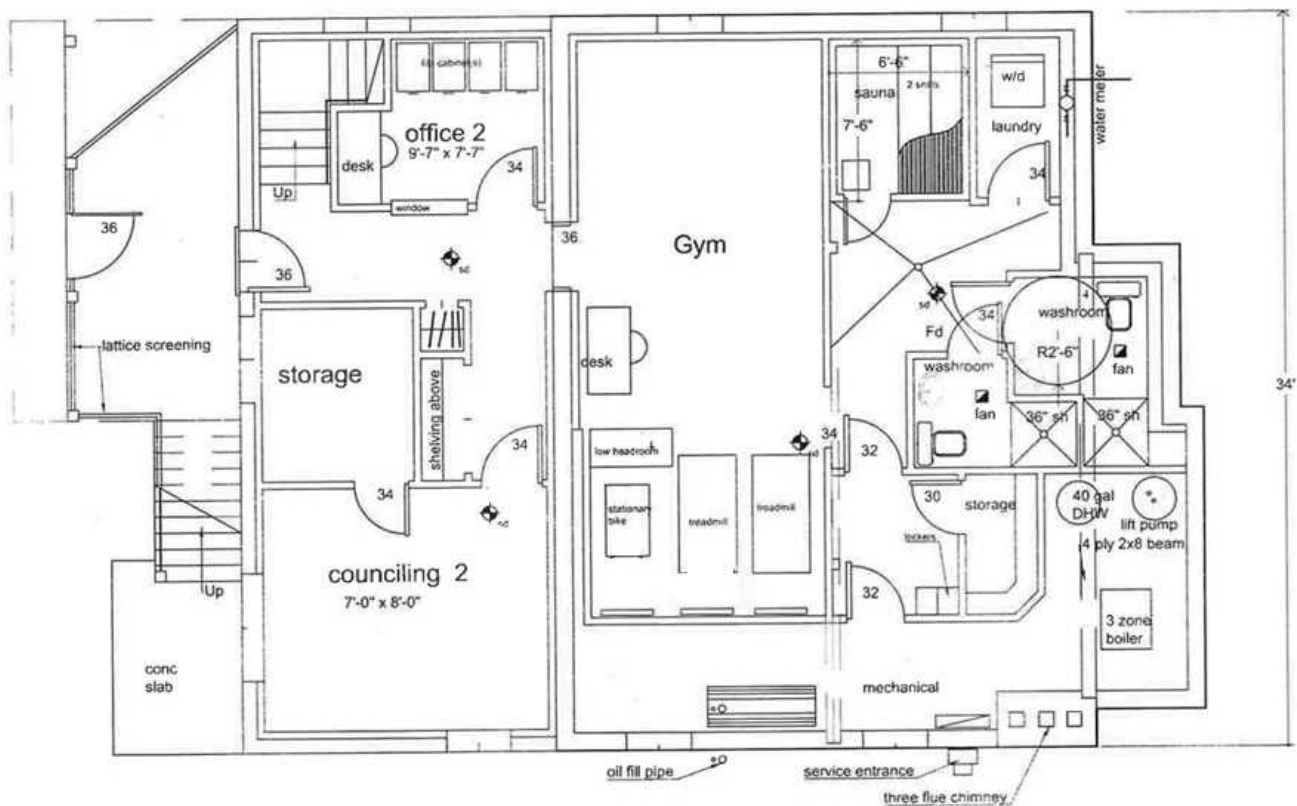 6'-6"
w/d
sauna
7'-6"
laundry
water meter
office 2
9'-7" x 7'-7"
desk
34
34
Up
window
36
36
36
sd
Gym
34
washroom
Fd
R2'-6"
fan
washroom
fan
36" sh
36" sh
34'
lattice screening
storage
shelving above
desk
34
34
low headroom
34
32
stationary
bike
treadmill
treadmill
30
storage
lockers
40 gal
DHW
lift pump
4 ply 2x8 beam
34
sd
counciling 2
7'-0" x 8'-0"
Up
32
3 zone
boiler
conc
slab
mechanical
oil fill pipe
service entrance
three flue chimney